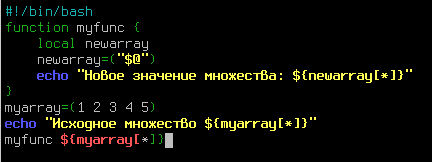 #!/bin/bash
function myfunc {
    local newarray
    newarray=("$@")
    echo "Новое значение множества: ${newarray[*]}"
}
myarray=(1 2 3 4 5)
echo "Исходное множество ${myarray[*]}"
myfunc ${myarray[*]}